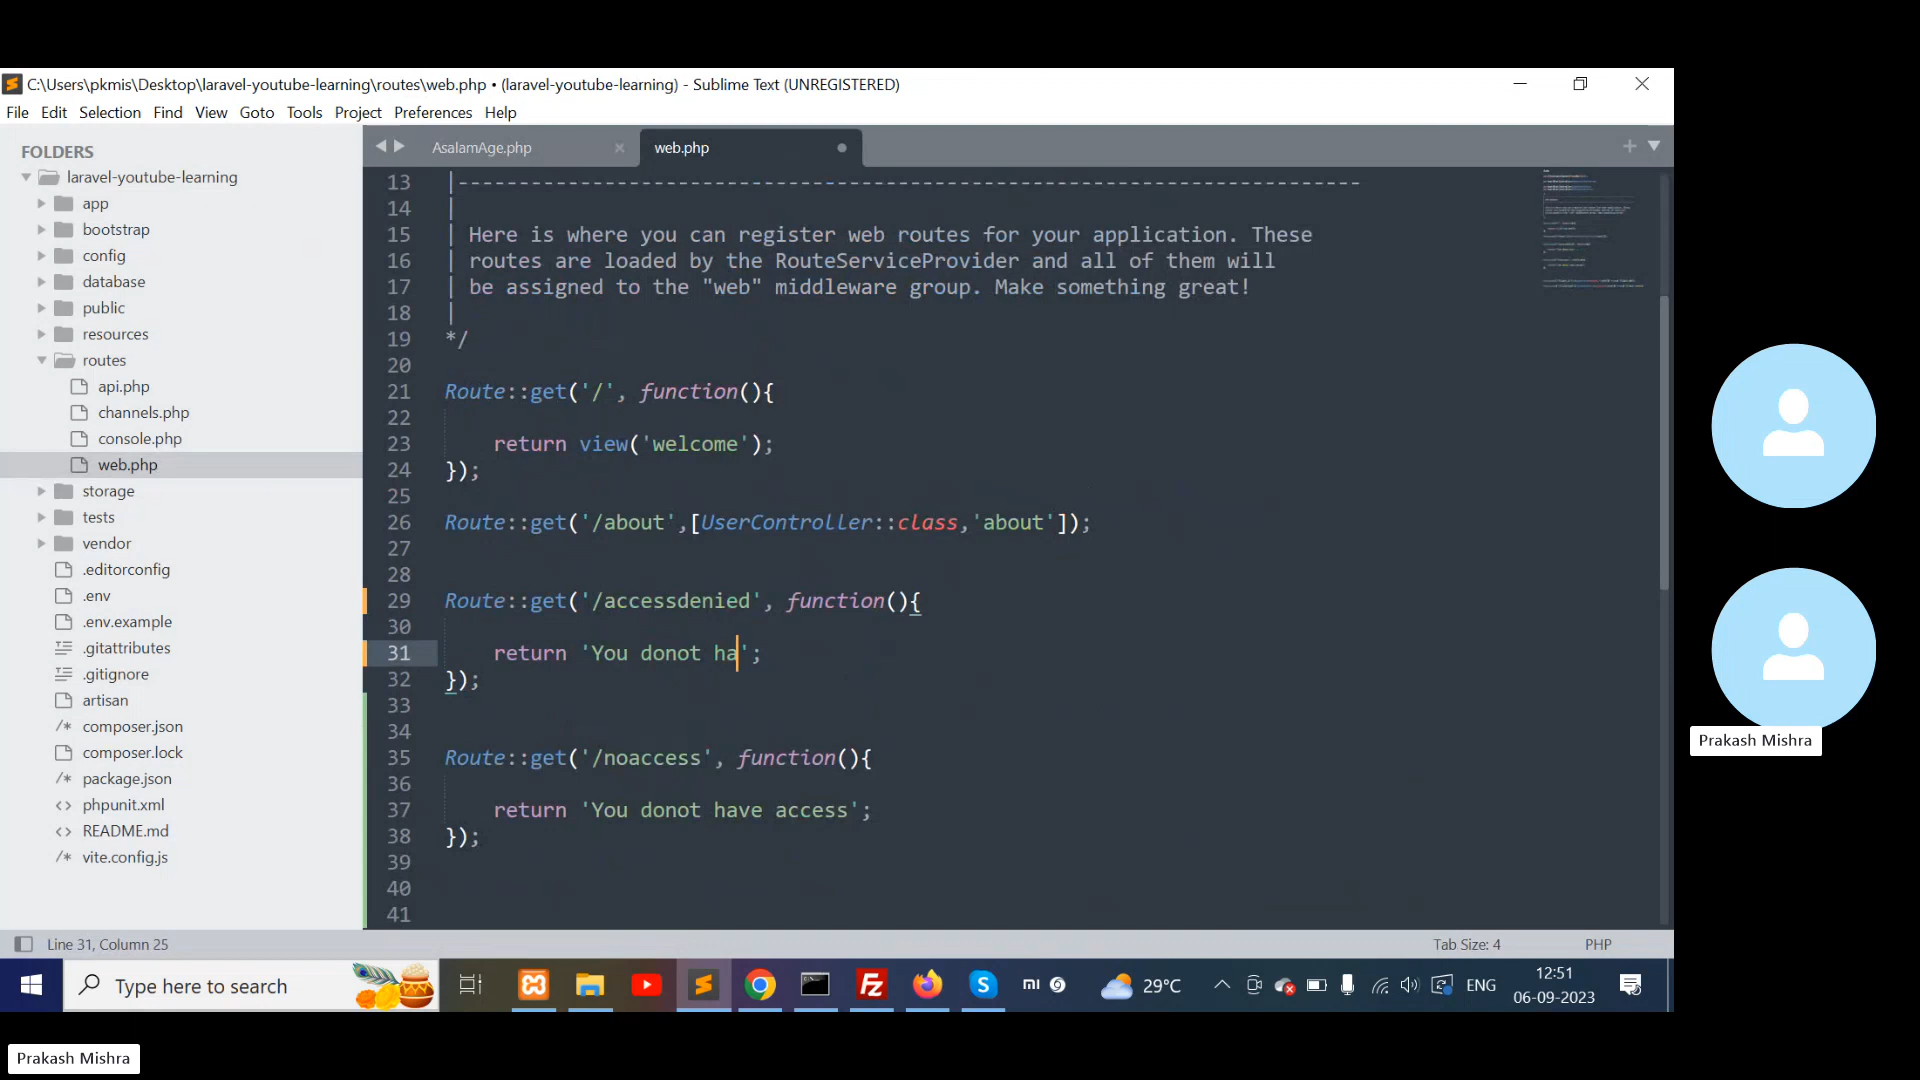 C:\Users\pkmis\Desktop\laravel-youtube-learning\routes\web.php • (laravel-youtube-learning) - Sublime Text (UNREGISTERED)
File Edit Selection Find View Goto Tools Project Preferences Help
FOLDERS
laravel-youtube-learning
app
bootstrap
config
database
public
resources
routes
api.php
channels.php
console.php
web.php
storage
tests
vendor
.editorconfig
.env
.env.example
.gitattributes
.gitignore
artisan
composer.json
composer.lock
package.json
phpunit.xml
README.md
vite.config.js
AsalamAge.php
web.php
13 |--------------------------------------------------------------------------
14 |
15 | Here is where you can register web routes for your application. These
16 | routes are loaded by the RouteServiceProvider and all of them will
17 | be assigned to the "web" middleware group. Make something great!
18 |
19 */
20
21 Route::get('/', function(){
22
23 return view('welcome');
24 });
25
26 Route::get('/about',[UserController::class,'about']);
27
28
29 Route::get('/accessdenied', function(){
30
31 return 'You donot ha';
32 });
33
34
35 Route::get('/noaccess', function(){
36
37 return 'You donot have access';
38 });
39
40
41
Line 31, Column 25
Tab Size: 4
PHP
Type here to search
mi
29°C
ENG
12:51
06-09-2023
Prakash Mishra
Prakash Mishra